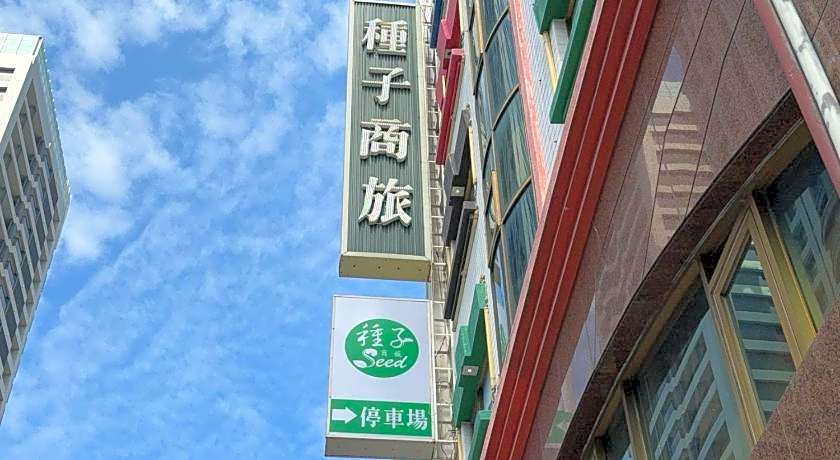 種子商旅
種子
商旅
Seed
→停車場